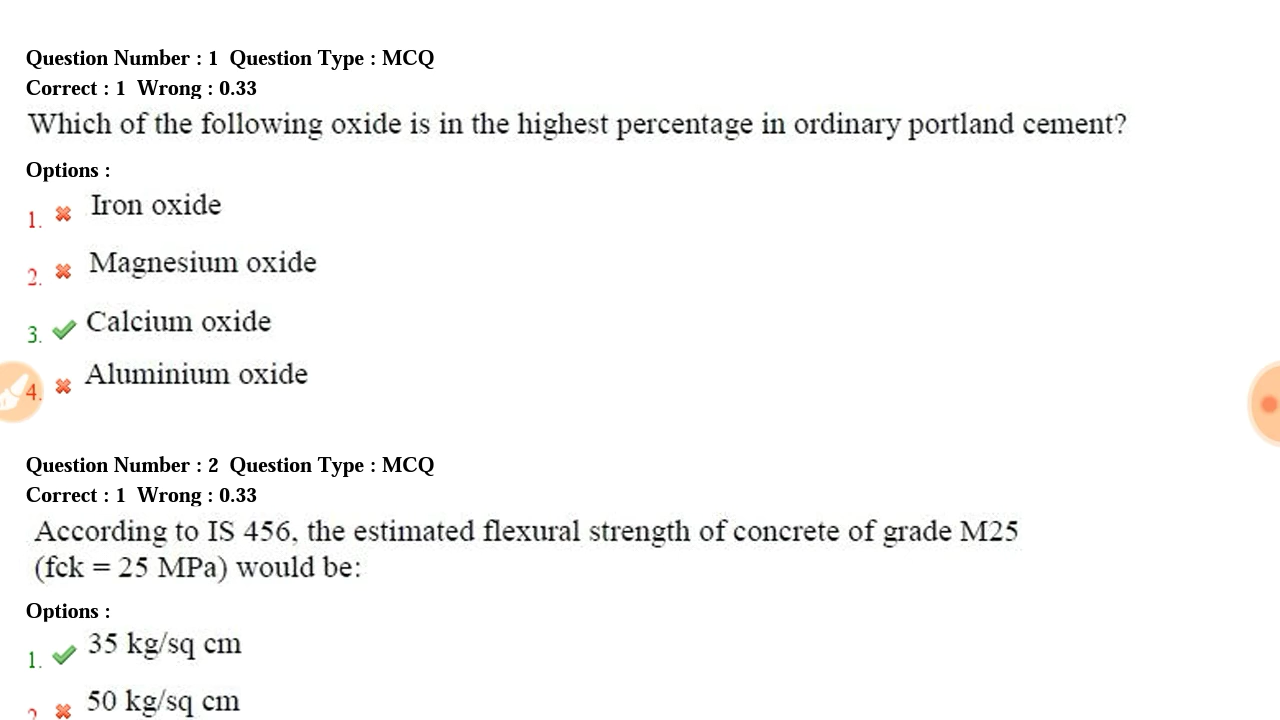 Question Number : 1 Question Type : MCQ
Correct : 1 Wrong : 0.33
Which of the following oxide is in the highest percentage in ordinary portland cement?
Options :
1. Iron oxide
2. Magnesium oxide
3. Calcium oxide
4. Aluminium oxide
Question Number : 2 Question Type : MCQ
Correct : 1 Wrong : 0.33
According to IS 456, the estimated flexural strength of concrete of grade M25
(fck = 25 MPa) would be:
Options :
1. 35 kg/sq cm
2. 50 kg/sq cm